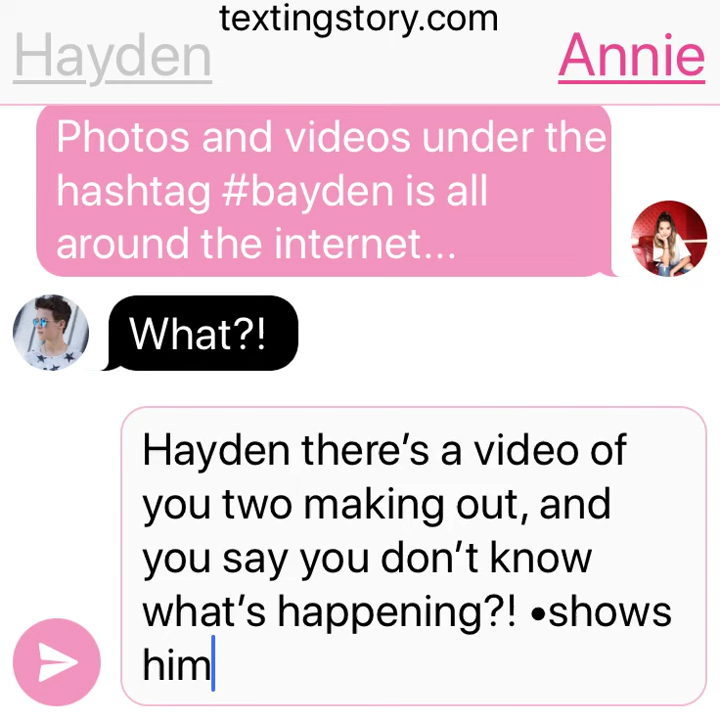 textingstory.com
Hayden
Annie
Photos and videos under the
hashtag #bayden is all
around the internet...
What?!
Hayden there’s a video of
you two making out, and
you say you don’t know
what’s happening?! •shows
him